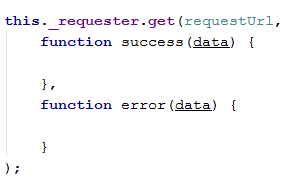 this._requester.get(requestUrl,
    function success(data) {

    },
    function error(data) {

    }
);